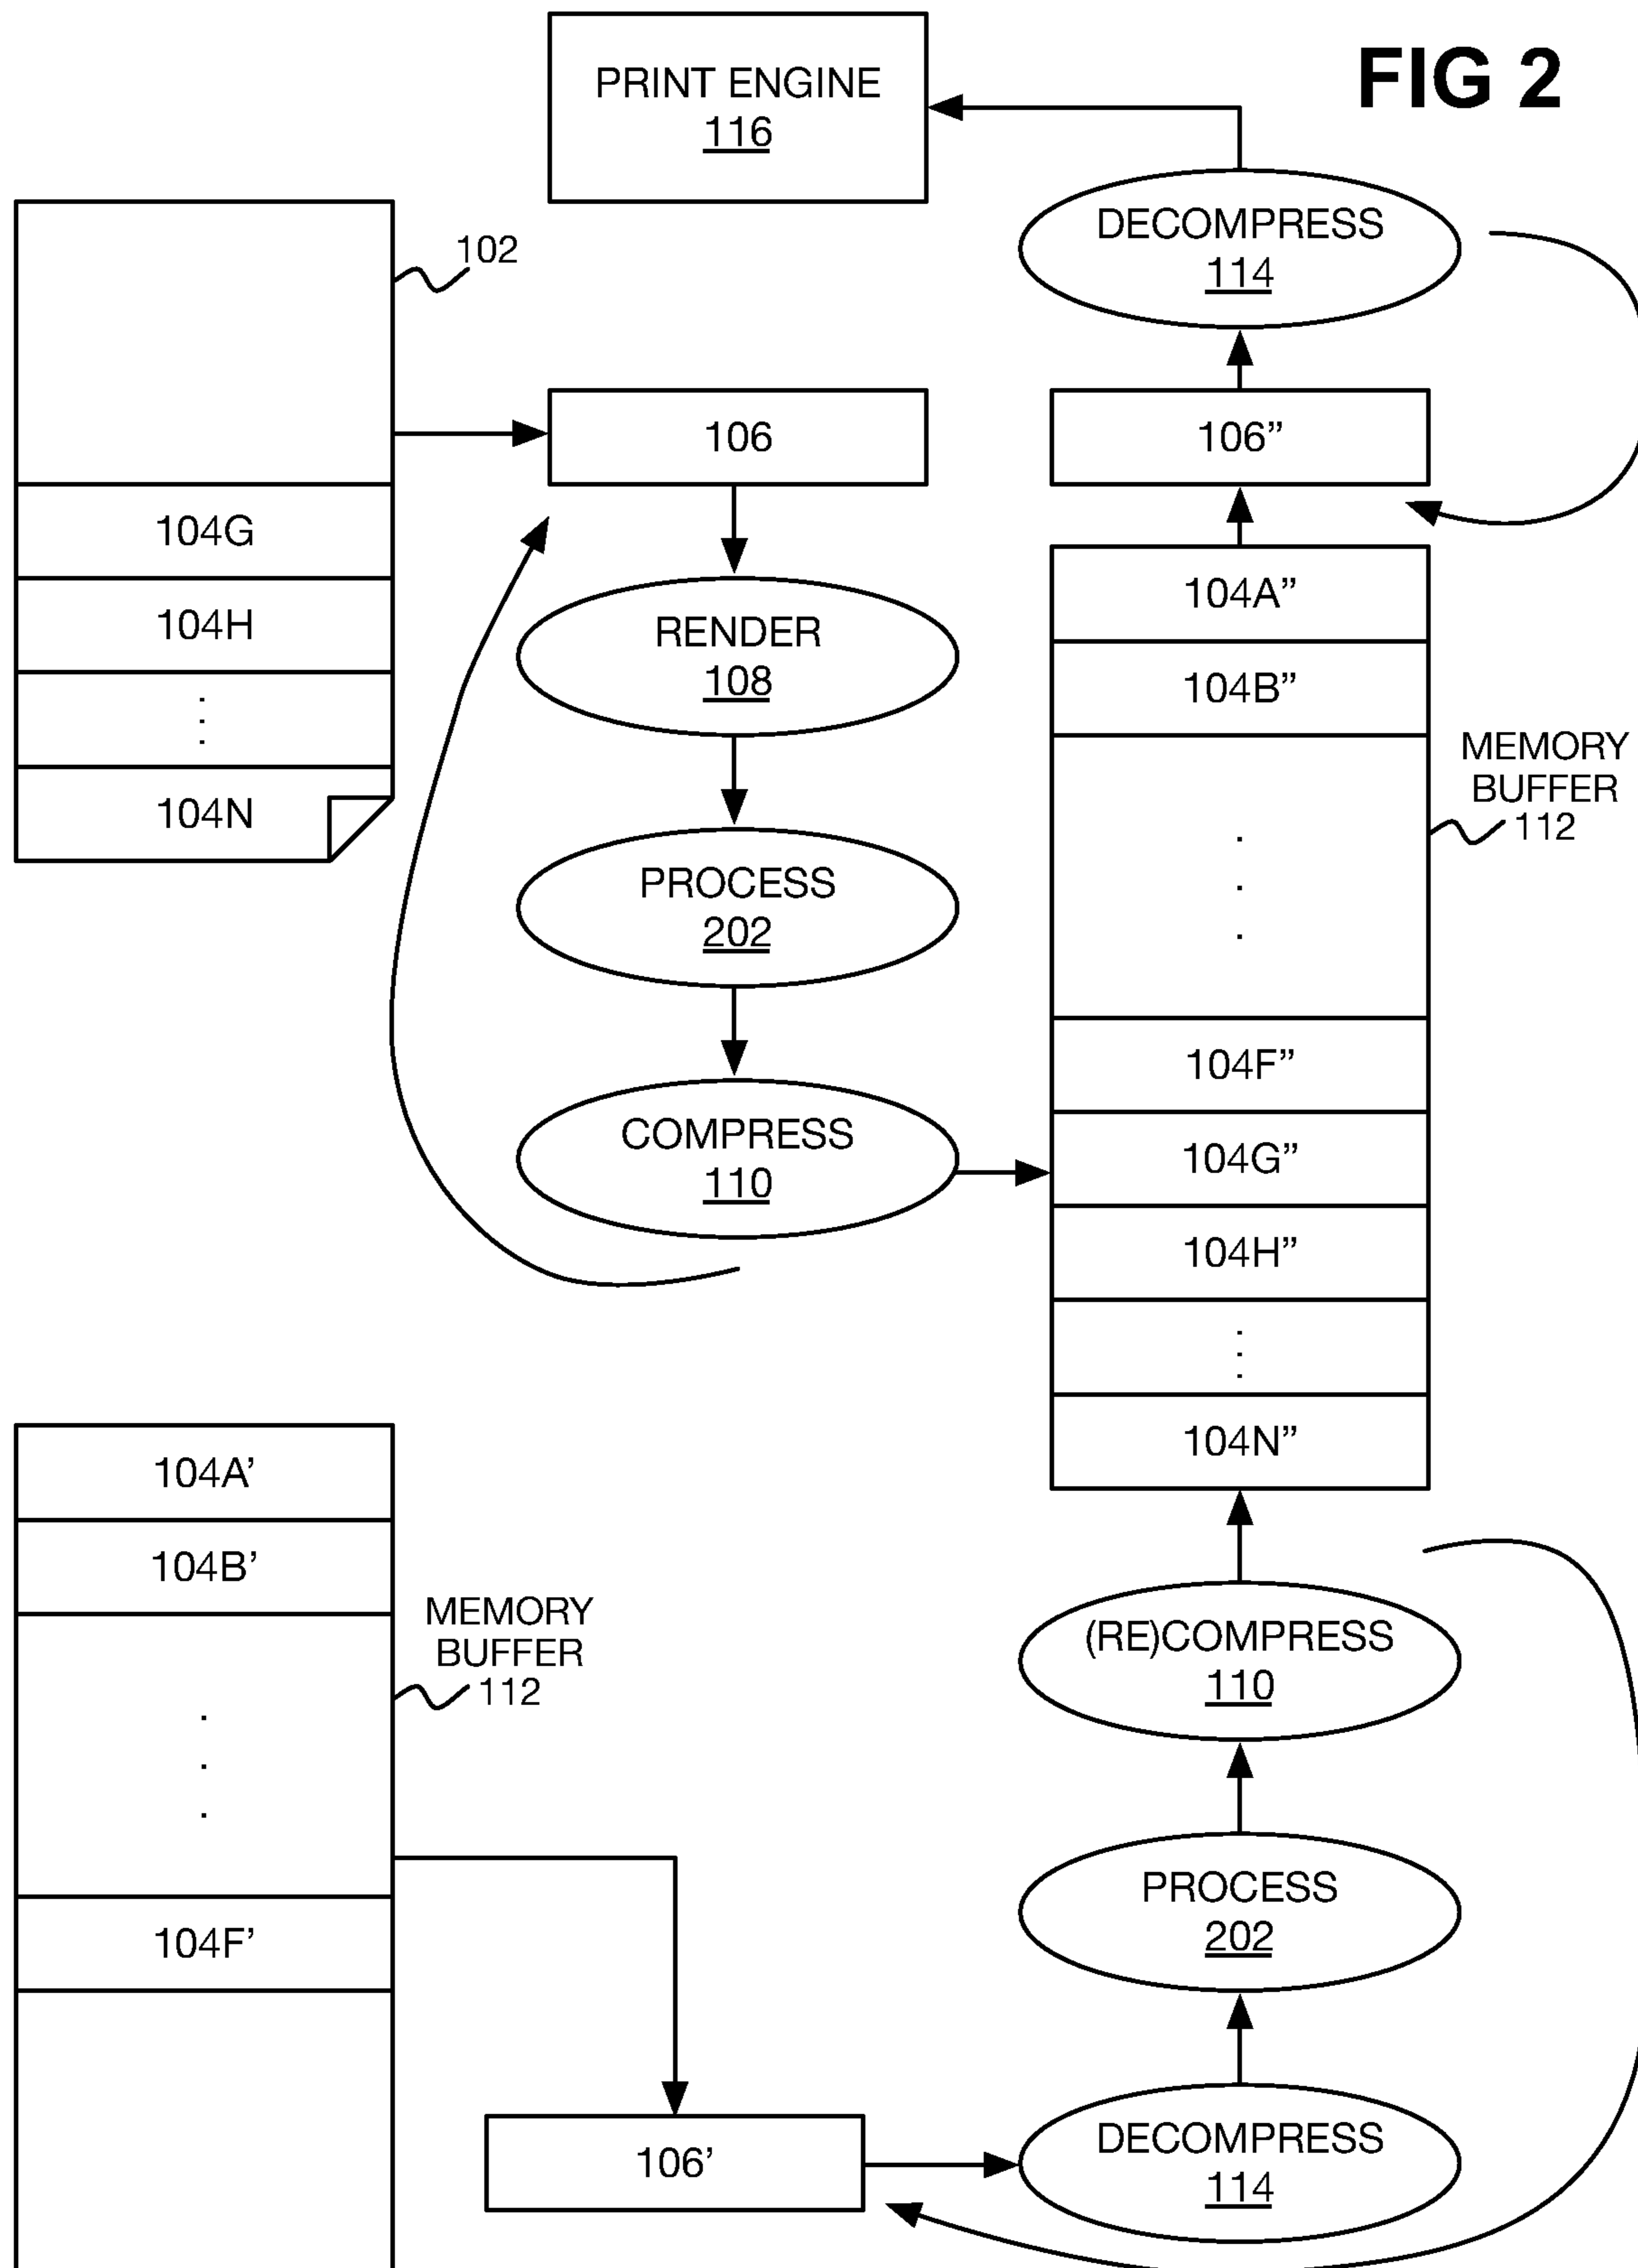 FIG 2
PRINT ENGINE
116
DECOMPRESS
114
102
106
106”
104G
104H
104N
RENDER
108
PROCESS
202
COMPRESS
110
104A”
104B”
MEMORY
BUFFER
112
104F”
104G”
104H”
104N”
104A’
104B’
MEMORY
BUFFER
112
104F’
106’
(RE)COMPRESS
110
PROCESS
202
DECOMPRESS
114